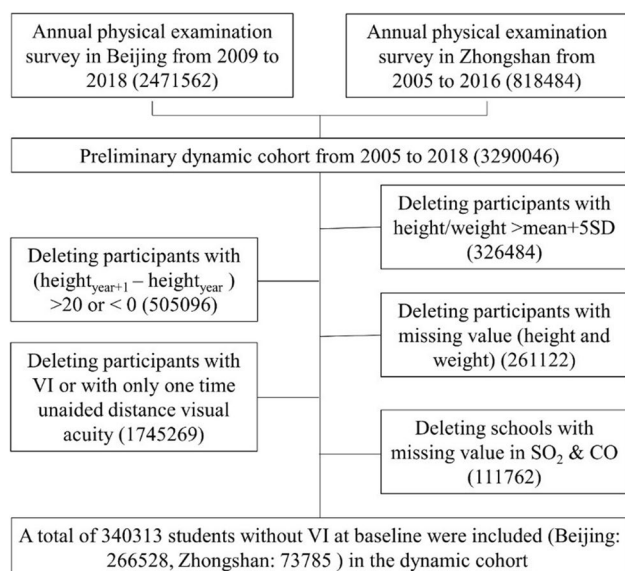 Annual physical examination
survey in Beijing from 2009 to
2018 (2471562)
Annual physical examination
survey in Zhongshan from
2005 to 2016 (818484)
Preliminary dynamic cohort from 2005 to 2018 (3290046)
Deleting participants with
height/weight >mean+5SD
(326484)
Deleting participants with
(height_year+1 – height_year )
>20 or < 0 (505096)
Deleting participants with
missing value (height and
weight) (261122)
Deleting participants with
VI or with only one time
unaided distance visual
acuity (1745269)
Deleting schools with
missing value in SO₂ & CO
(111762)
A total of 340313 students without VI at baseline were included (Beijing:
266528, Zhongshan: 73785 ) in the dynamic cohort